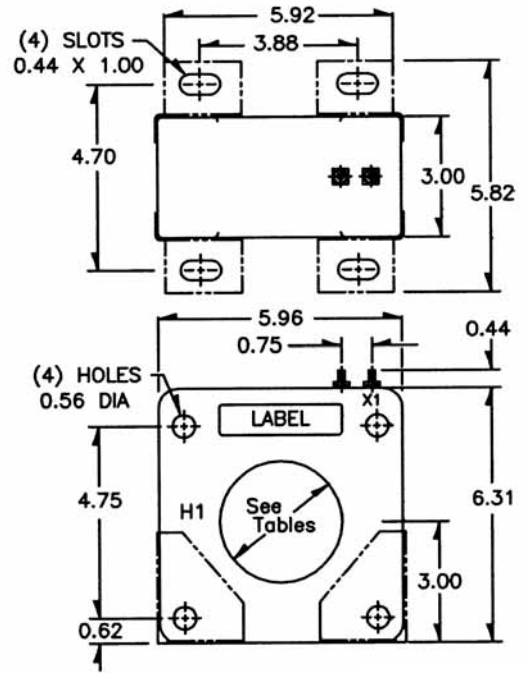 5.92
(4) SLOTS
3.88
0.44 X 1.00
4.70
3.00
5.82
5.96
0.75
0.44
(4) HOLES
0.56 DIA
X1
LABEL
4.75
H1
See
Tables
6.31
3.00
0.62